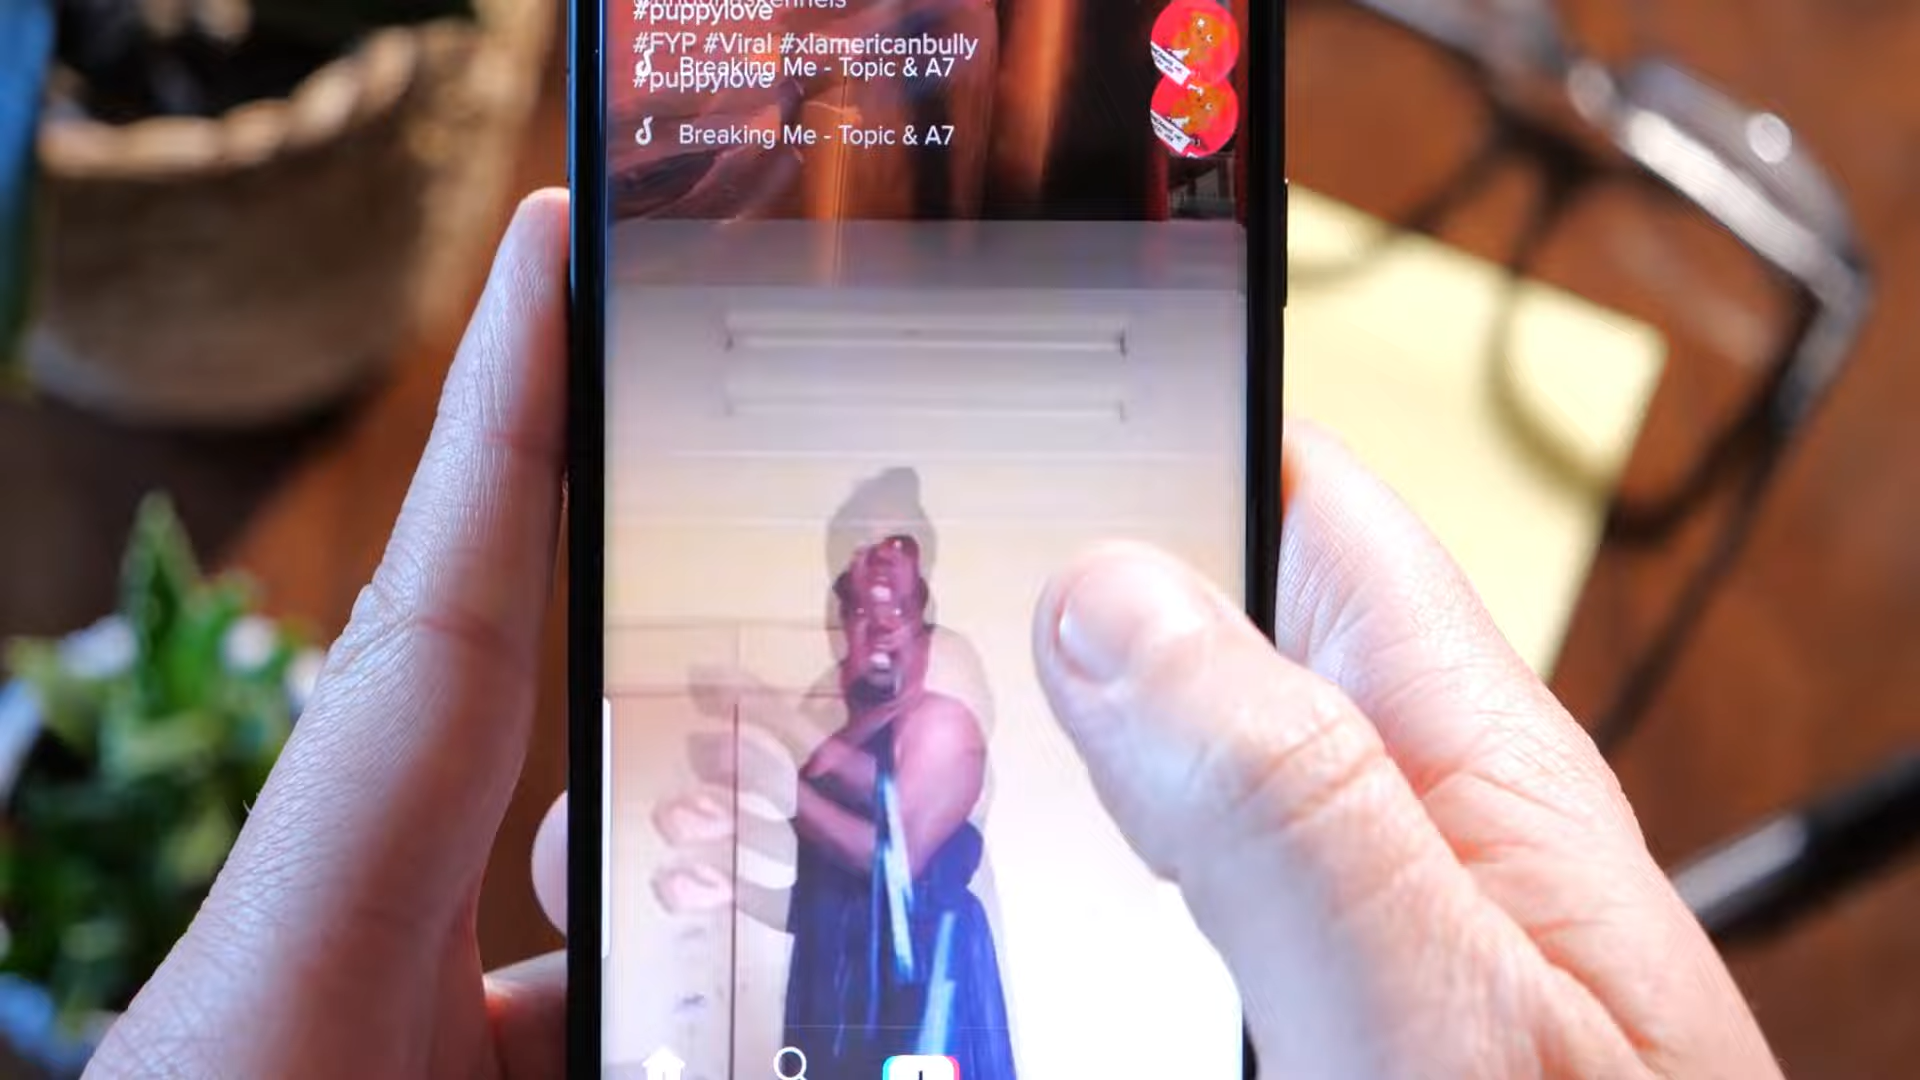 #puppylove
#FYP #Viral #xlamericanbully
Breaking Me - Topic & A7
#puppylove
Breaking Me - Topic & A7